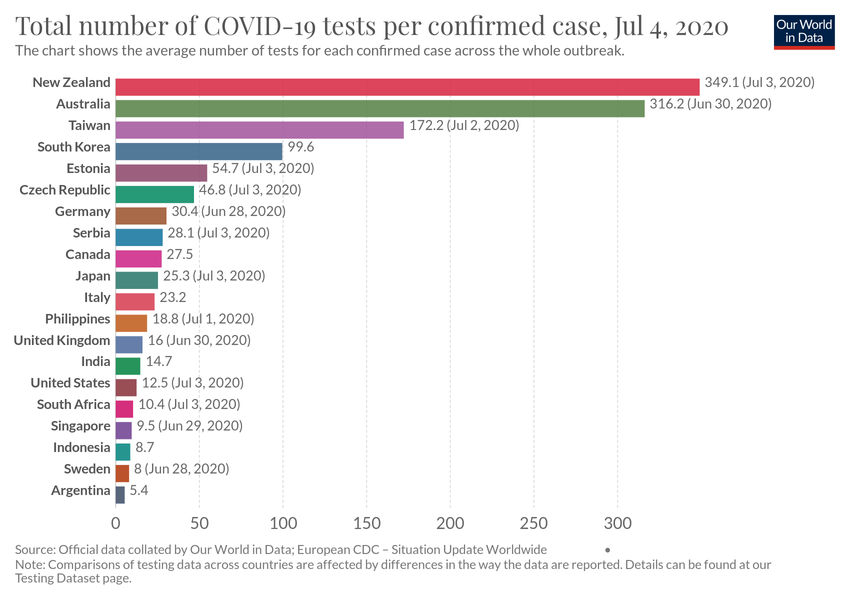 Total number of COVID-19 tests per confirmed case, Jul 4, 2020
The chart shows the average number of tests for each confirmed case across the whole outbreak.
Our World
in Data
New Zealand 349.1 (Jul 3, 2020)
Australia 316.2 (Jun 30, 2020)
Taiwan 172.2 (Jul 2, 2020)
South Korea 99.6
Estonia 54.7 (Jul 3, 2020)
Czech Republic 46.8 (Jul 3, 2020)
Germany 30.4 (Jun 28, 2020)
Serbia 28.1 (Jul 3, 2020)
Canada 27.5
Japan 25.3 (Jul 3, 2020)
Italy 23.2
Philippines 18.8 (Jul 1, 2020)
United Kingdom 16 (Jun 30, 2020)
India 14.7
United States 12.5 (Jul 3, 2020)
South Africa 10.4 (Jul 3, 2020)
Singapore 9.5 (Jun 29, 2020)
Indonesia 8.7
Sweden 8 (Jun 28, 2020)
Argentina 5.4
0 50 100 150 200 250 300
Source: Official data collated by Our World in Data; European CDC – Situation Update Worldwide •
Note: Comparisons of testing data across countries are affected by differences in the way the data are reported. Details can be found at our
Testing Dataset page.